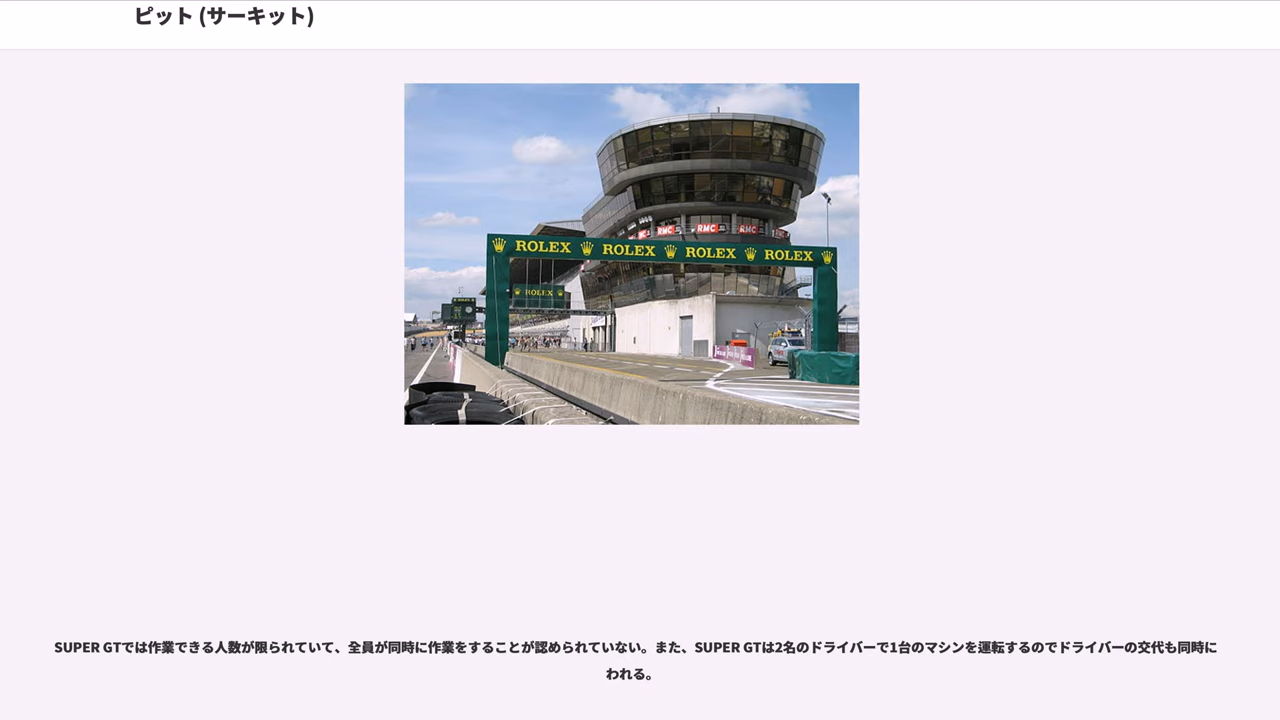 ピット (サーキット)
RMC RMC RMC
ROLEX ROLEX ROLEX ROLEX
ROLEX
SUPER GTでは作業できる人数が限られていて、全員が同時に作業をすることが認められていない。また、SUPER GTは2名のドライバーで1台のマシンを運転するのでドライバーの交代も同時に
われる。